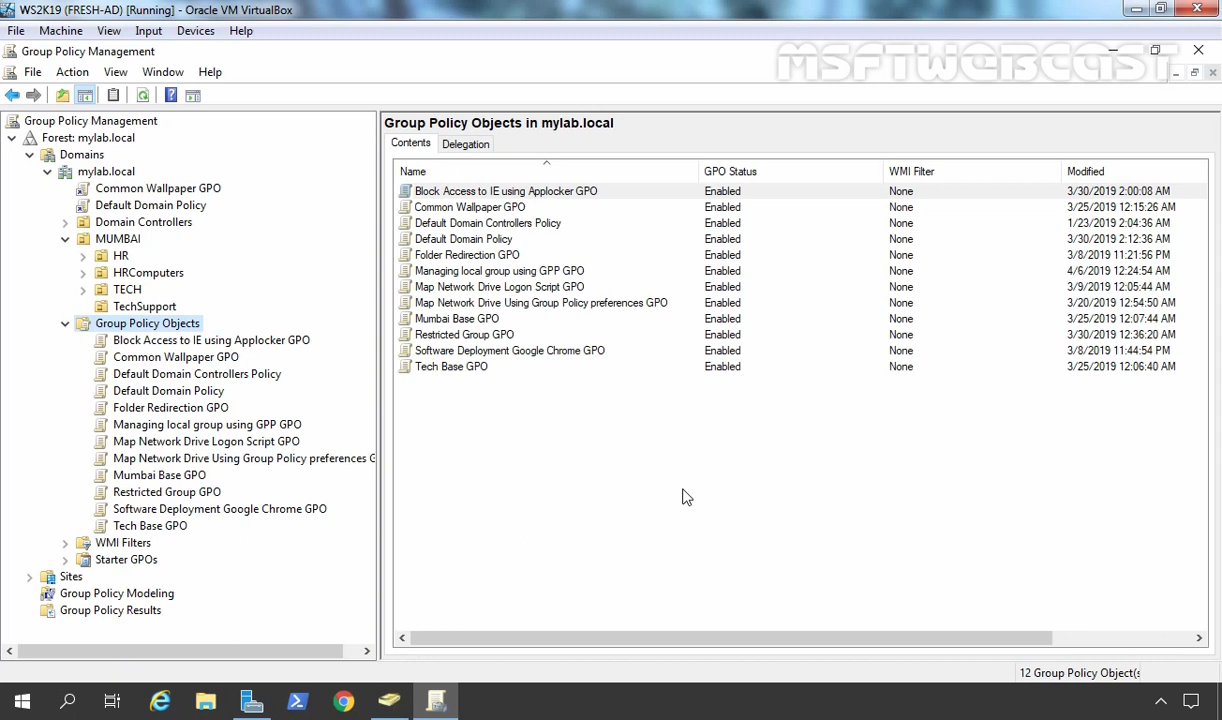 WS2K19 (FRESH-AD) [Running] - Oracle VM VirtualBox
File Machine View Input Devices Help
Group Policy Management
MSFTWEBCAST
File Action View Window Help
Group Policy Management
Forest: mylab.local
Domains
mylab.local
Common Wallpaper GPO
Default Domain Policy
Domain Controllers
MUMBAI
HR
HRComputers
TECH
TechSupport
Group Policy Objects
Block Access to IE using Applocker GPO
Common Wallpaper GPO
Default Domain Controllers Policy
Default Domain Policy
Folder Redirection GPO
Managing local group using GPP GPO
Map Network Drive Logon Script GPO
Map Network Drive Using Group Policy preferences G
Mumbai Base GPO
Restricted Group GPO
Software Deployment Google Chrome GPO
Tech Base GPO
WMI Filters
Starter GPOs
Sites
Group Policy Modeling
Group Policy Results
Group Policy Objects in mylab.local
Contents Delegation
Name GPO Status WMI Filter Modified
Block Access to IE using Applocker GPO Enabled None 3/30/2019 2:00:08 AM
Common Wallpaper GPO Enabled None 3/25/2019 12:15:26 AM
Default Domain Controllers Policy Enabled None 1/23/2019 2:04:36 AM
Default Domain Policy Enabled None 3/30/2019 2:12:36 AM
Folder Redirection GPO Enabled None 3/8/2019 11:21:56 PM
Managing local group using GPP GPO Enabled None 4/6/2019 12:24:54 AM
Map Network Drive Logon Script GPO Enabled None 3/9/2019 12:05:44 AM
Map Network Drive Using Group Policy preferences GPO Enabled None 3/20/2019 12:54:50 AM
Mumbai Base GPO Enabled None 3/25/2019 12:07:44 AM
Restricted Group GPO Enabled None 3/30/2019 12:36:20 AM
Software Deployment Google Chrome GPO Enabled None 3/8/2019 11:44:54 PM
Tech Base GPO Enabled None 3/25/2019 12:06:40 AM
12 Group Policy Object(s